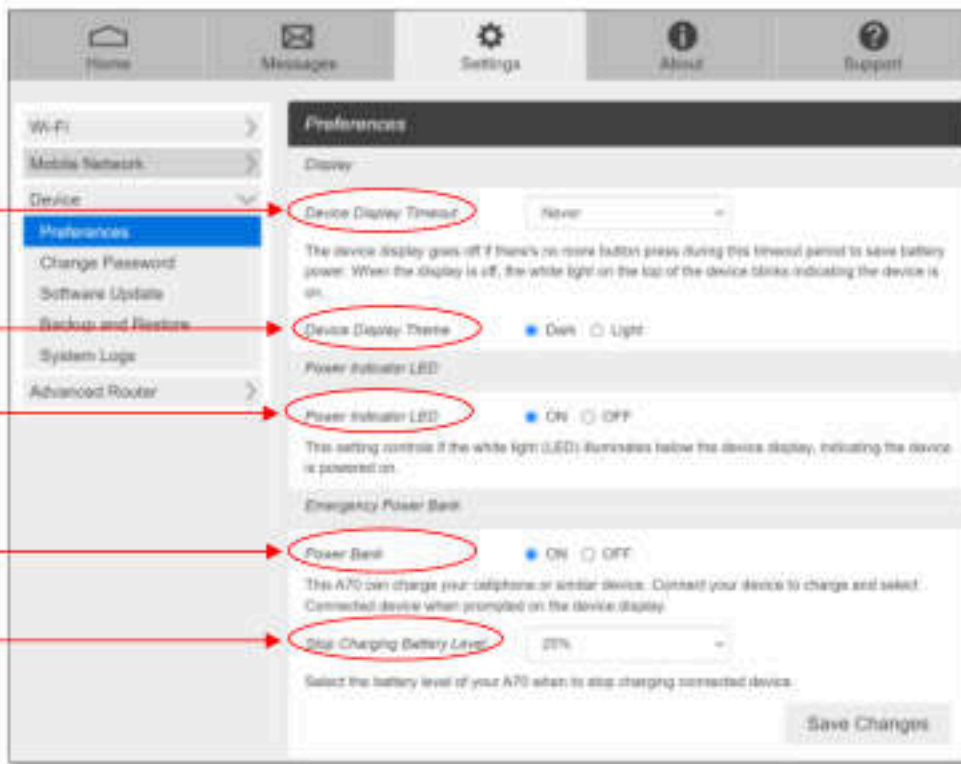 Home
Messages
Settings
About
Support
Wi-Fi
Mobile Network
Device
Preferences
Change Password
Software Update
Backup and Restore
System Logs
Advanced Router
Preferences
Display
Device Display Timeout
Never
The device display goes off if there's no more button press during this timeout period to save battery
power. When the display is off, the white light on the top of the device blinks indicating the device is
on.
Device Display Theme
Dark
Light
Power Indicator LED
Power Indicator LED
ON
OFF
This setting controls if the white light (LED) illuminates below the device display, indicating the device
is powered on.
Emergency Power Bank
Power Bank
ON
OFF
This A70 can charge your cellphone or similar device. Connect your device to charge and select
Connected device when prompted on the device display.
Stop Charging Battery Level
20%
Select the battery level of your A70 when to stop charging connected device.
Save Changes